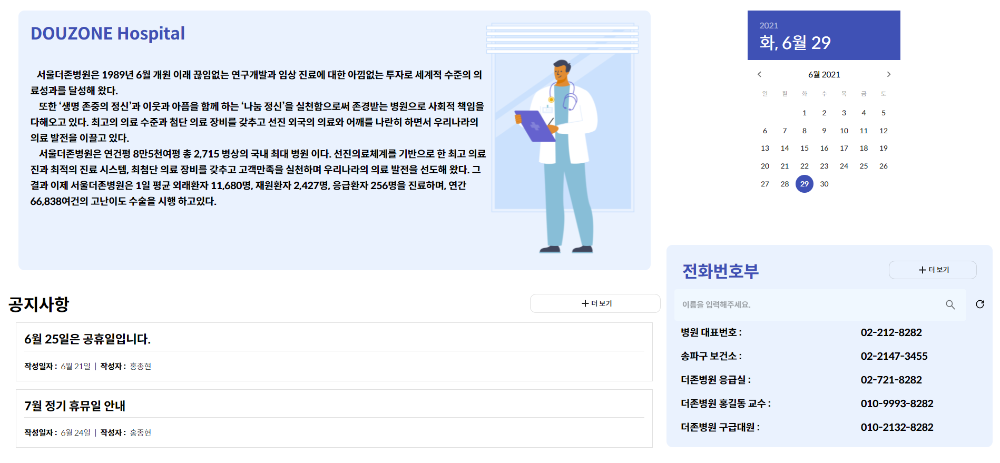 DOUZONE Hospital
서울더존병원은 1989년 6월 개원 이래 끊임없는 연구개발과 임상 진료에 대한 아낌없는 투자로 세계적 수준의 의
료성과를 달성해 왔다.
또한 ‘생명 존중의 정신’과 이웃과 아픔을 함께 하는 ‘나눔 정신’을 실천함으로써 존경받는 병원으로 사회적 책임을
다해오고 있다. 최고의 의료 수준과 첨단 의료 장비를 갖추고 선진 외국의 의료와 어깨를 나란히 하면서 우리나라의
의료 발전을 이끌고 있다.
서울더존병원은 연건평 8만5천여평 총 2,715 병상의 국내 최대 병원 이다. 선진의료체계를 기반으로 한 최고 의료
진과 최적의 진료 시스템, 최첨단 의료 장비를 갖추고 고객만족을 실천하며 우리나라의 의료 발전을 선도해 왔다. 그
결과 이제 서울더존병원은 1일 평균 외래환자 11,680명, 재원환자 2,427명, 응급환자 256명을 진료하며, 연간
66,838여건의 고난이도 수술을 시행 하고있다.
2021
화, 6월 29
6월 2021
일 월 화 수 목 금 토
1 2 3 4 5
6 7 8 9 10 11 12
13 14 15 16 17 18 19
20 21 22 23 24 25 26
27 28 29 30
공지사항
더 보기
6월 25일은 공휴일입니다.
작성일자 : 6월 21일 | 작성자 : 홍종현
7월 정기 휴뮤일 안내
작성일자 : 6월 24일 | 작성자 : 홍종현
전화번호부
더 보기
이름을 입력해주세요.
병원 대표번호 : 02-212-8282
송파구 보건소 : 02-2147-3455
더존병원 응급실 : 02-721-8282
더존병원 홍길동 교수 : 010-9993-8282
더존병원 구급대원 : 010-2132-8282